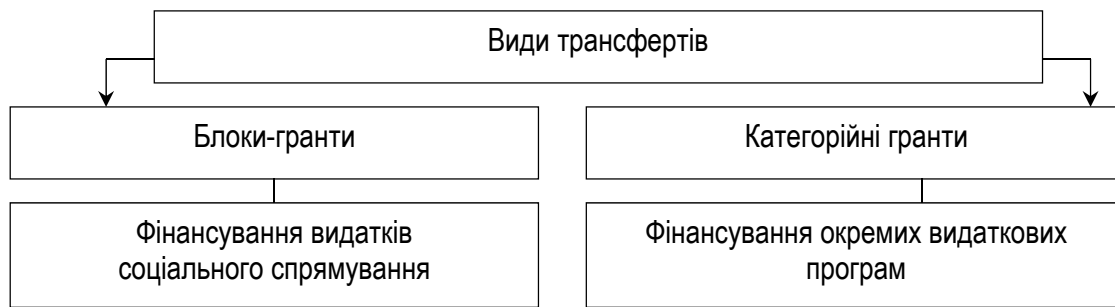 Види трансфертів
Блоки-гранти
Категорійні гранти
Фінансування видатків
соціального спрямування
Фінансування окремих видаткових
програм